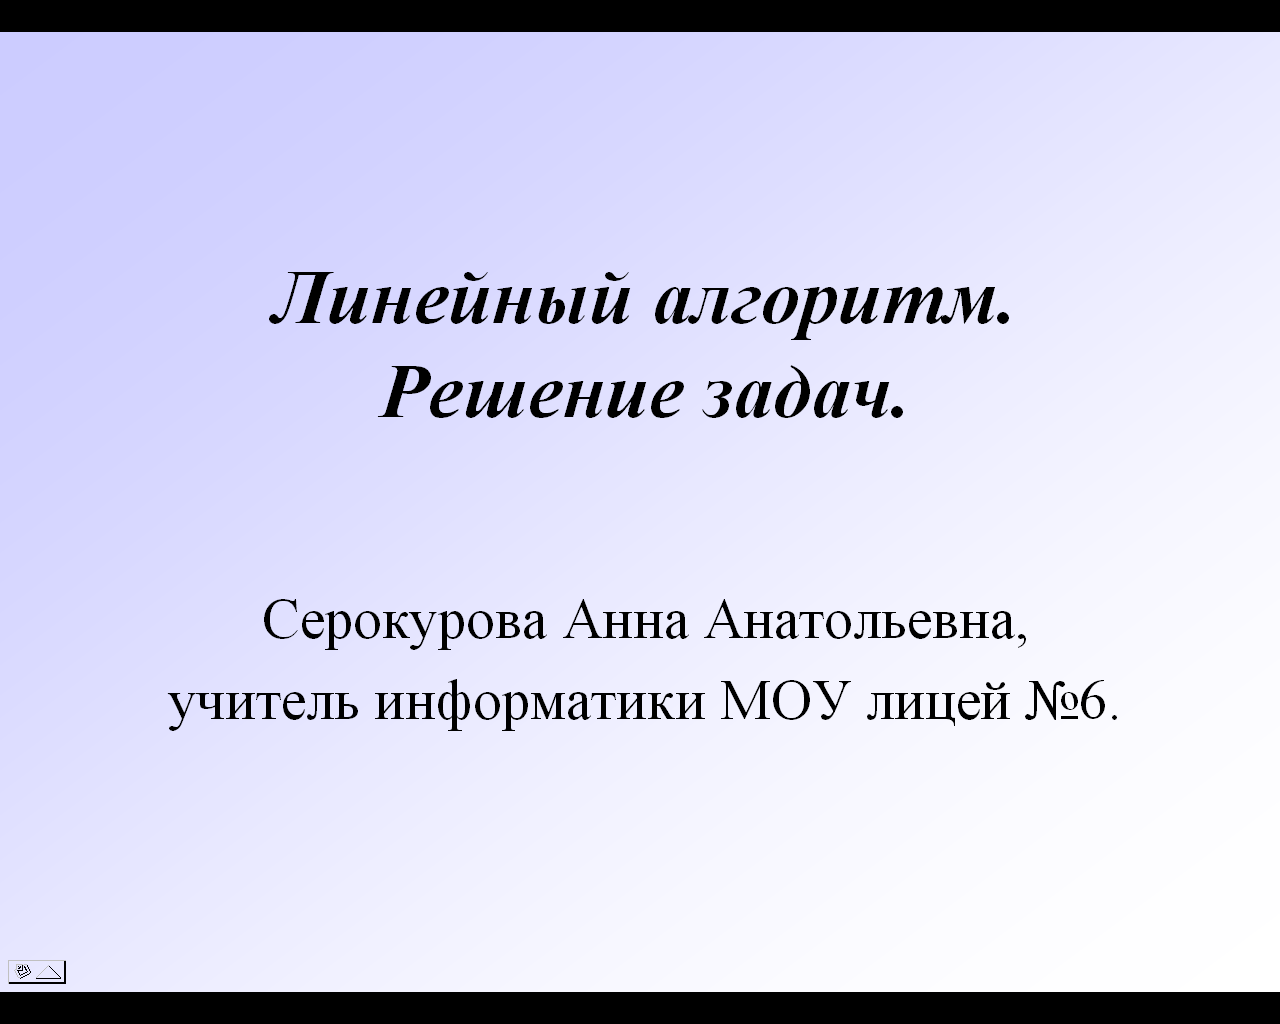 Линейный алгоритм.
Решение задач.
Серокурова Анна Анатольевна,
учитель информатики МОУ лицей №6.